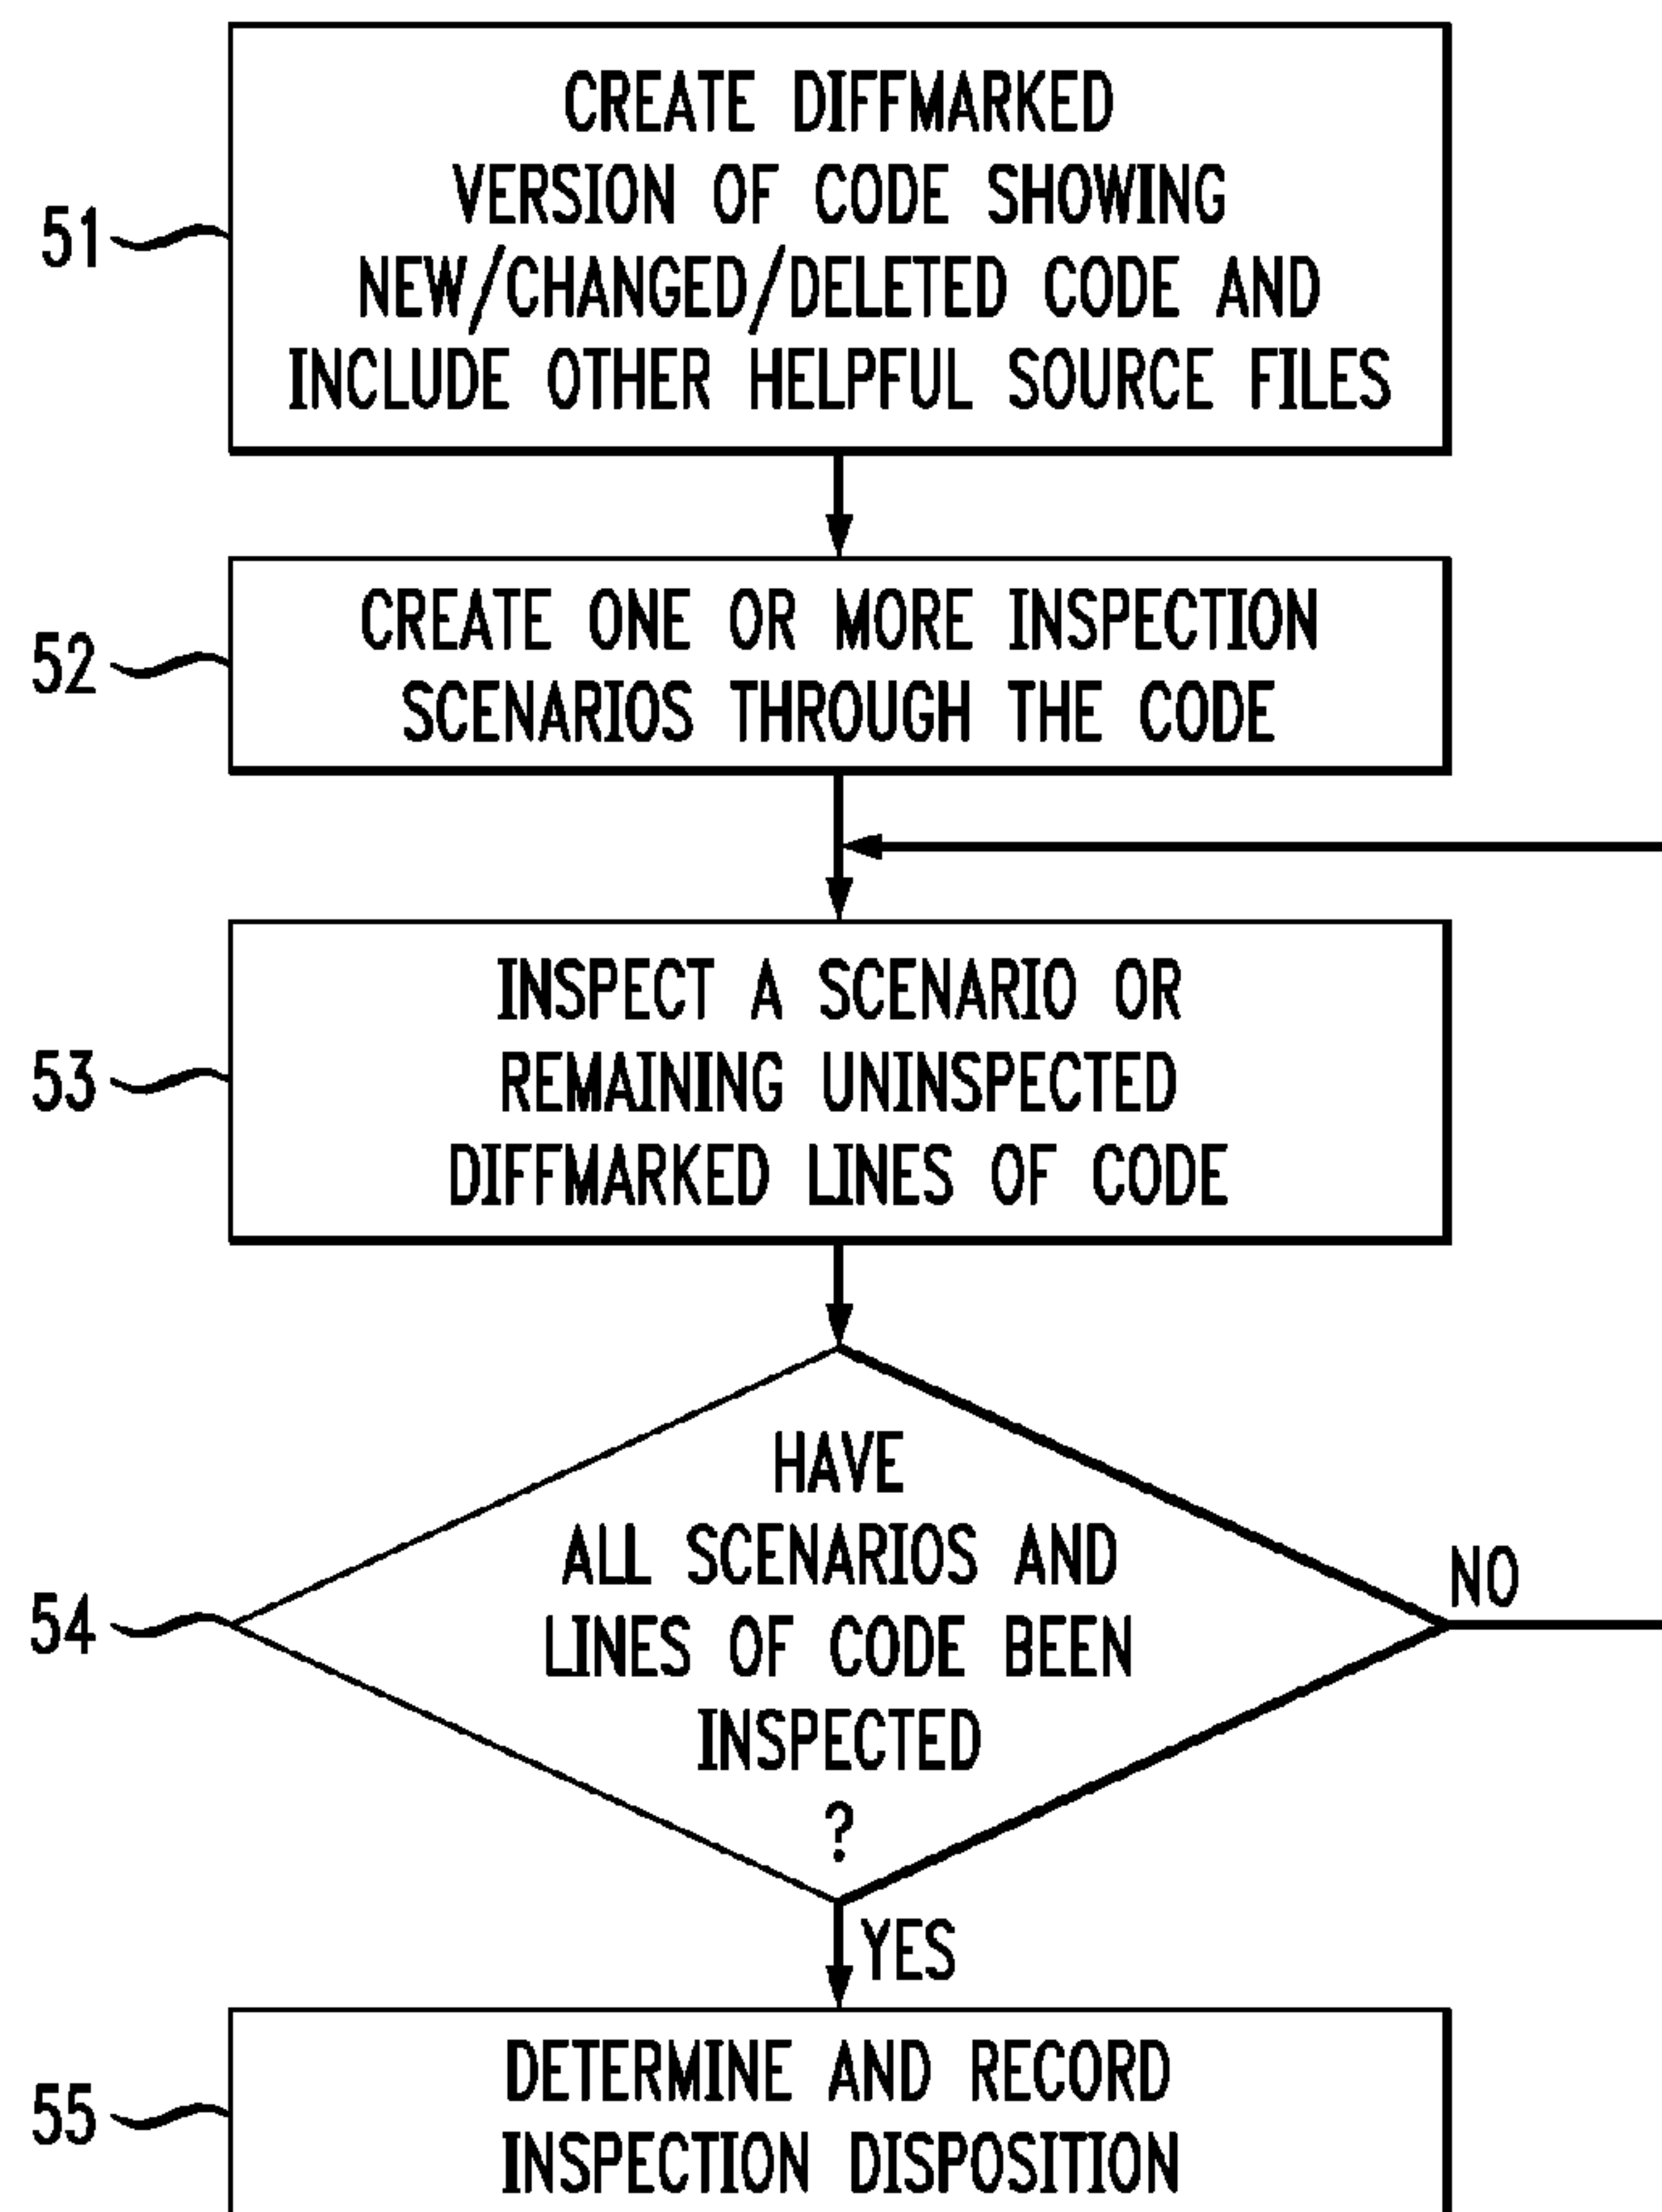 CREATE DIFFMARKED
VERSION OF CODE SHOWING
NEW/CHANGED/DELETED CODE AND
INCLUDE OTHER HELPFUL SOURCE FILES
51
CREATE ONE OR MORE INSPECTION
SCENARIOS THROUGH THE CODE
52
INSPECT A SCENARIO OR
REMAINING UNINSPECTED
DIFFMARKED LINES OF CODE
53
HAVE
ALL SCENARIOS AND
LINES OF CODE BEEN
INSPECTED
?
54
NO
YES
DETERMINE AND RECORD
INSPECTION DISPOSITION
55